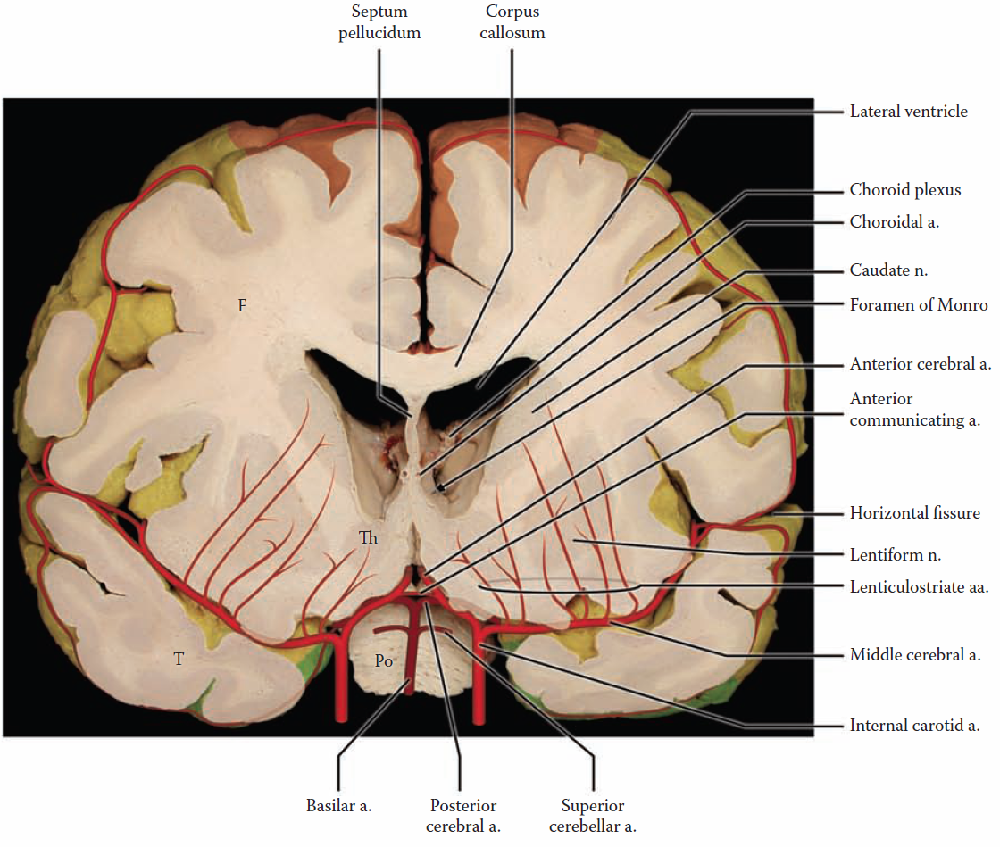 Septum
pellucidum
Corpus
callosum
Lateral ventricle
Choroid plexus
Choroidal a.
Caudate n.
Foramen of Monro
Anterior cerebral a.
Anterior
communicating a.
Horizontal fissure
Lentiform n.
Lenticulostriate aa.
Middle cerebral a.
Internal carotid a.
F
Th
T
Po
Basilar a.
Posterior
cerebral a.
Superior
cerebellar a.